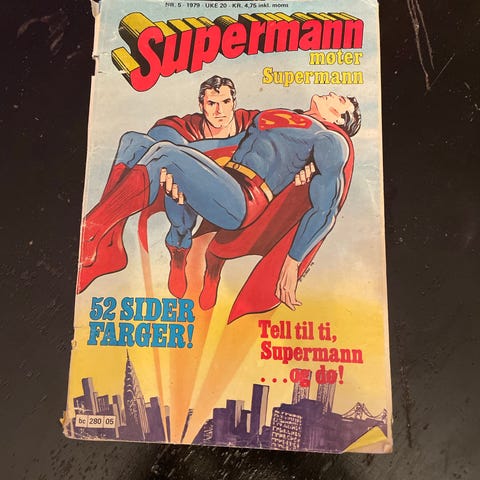 NR. 5 · 1979 · UKE 20 · KR. 4,75 inkl. moms
Supermann
møter
Supermann
52 SIDER
FARGER!
Tell til ti,
Supermann
...og dø!
bc 280 05